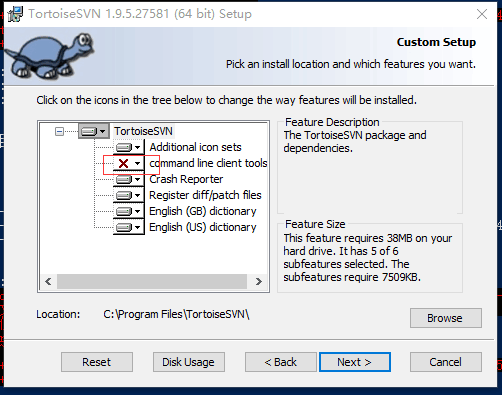 TortoiseSVN 1.9.5.27581 (64 bit) Setup
Custom Setup
Pick an install location and which features you want.
Click on the icons in the tree below to change the way features will be installed.
TortoiseSVN
Additional icon sets
command line client tools
Crash Reporter
Register diff/patch files
English (GB) dictionary
English (US) dictionary
Feature Description
The TortoiseSVN package and
dependencies.
Feature Size
This feature requires 38MB on your
hard drive. It has 5 of 6
subfeatures selected. The
subfeatures require 7509KB.
Location: C:\Program Files\TortoiseSVN\
Browse
Reset Disk Usage < Back Next > Cancel